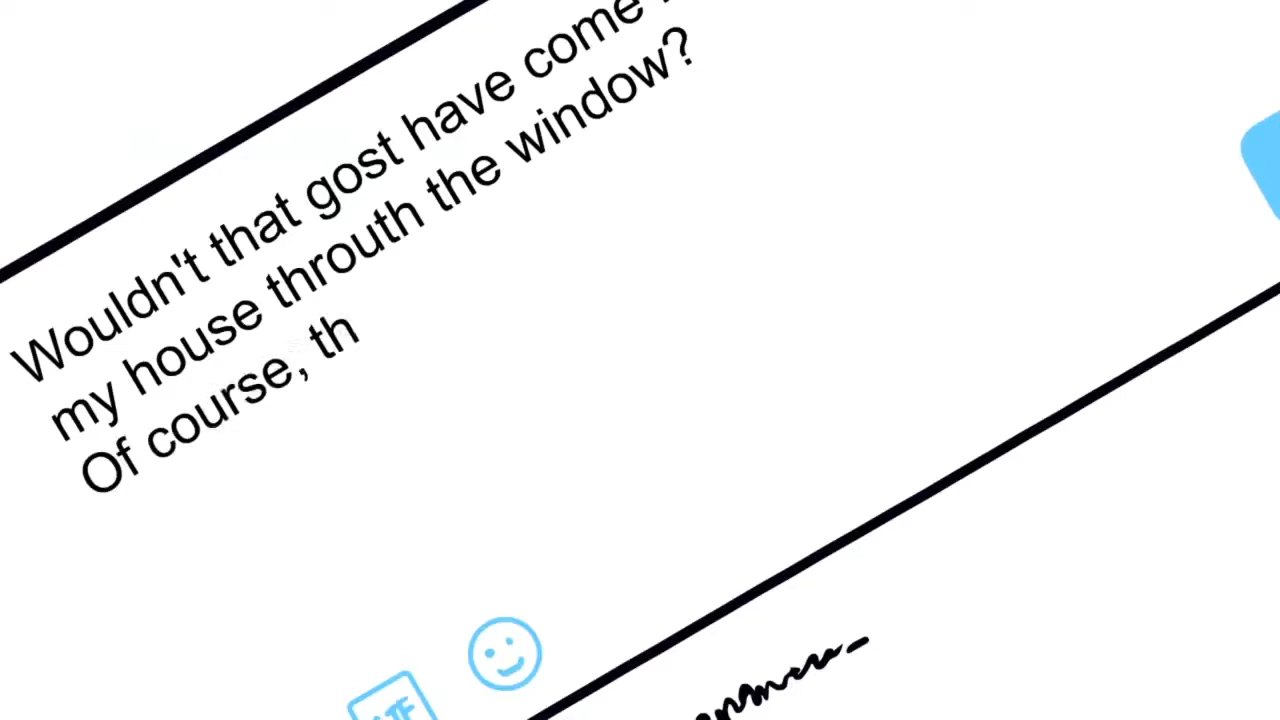 Wouldn't that gost have come
my house throuth the window?
Of course, th